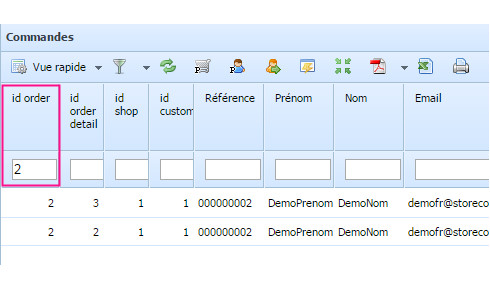 Commandes
Vue rapide
id order id order detail id shop id custom Référence Prénom Nom Email
2
2 3 1 1 000000002 DemoPrenom DemoNom demofr@storeco
2 2 1 1 000000002 DemoPrenom DemoNom demofr@storeco